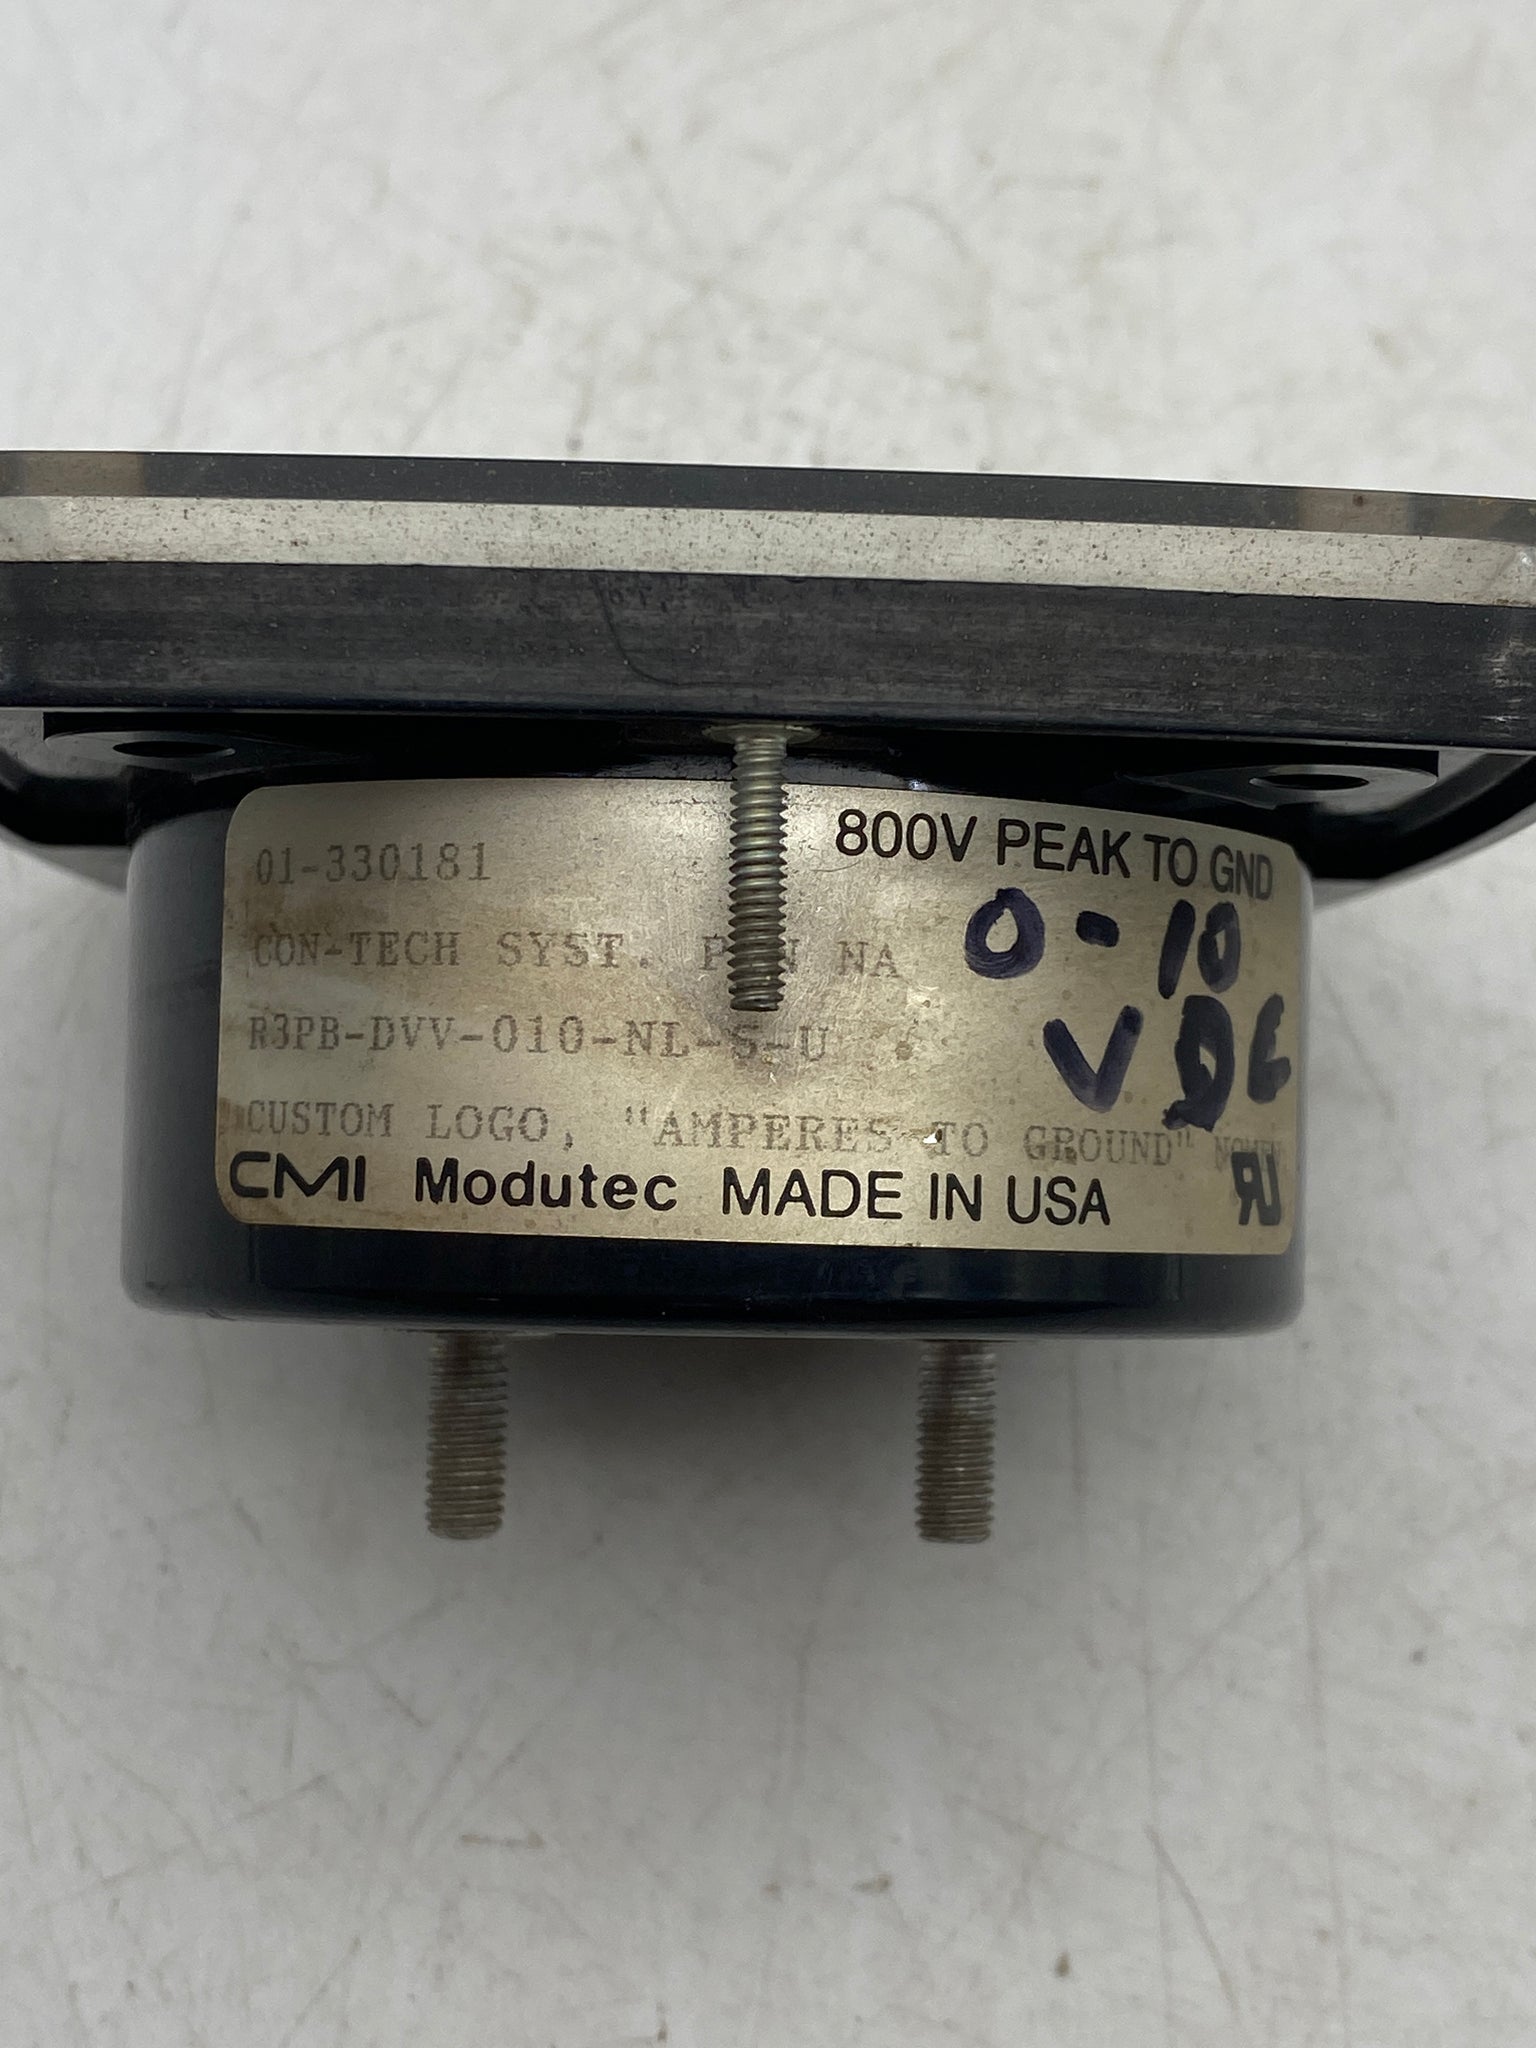 01-330181
800V PEAK TO GND
0-10
VDC
CON-TECH SYST. P NA
R3PB-DVV-010-NL-S-U
CUSTOM LOGO, "AMPERES TO GROUND"
CMI Modutec MADE IN USA